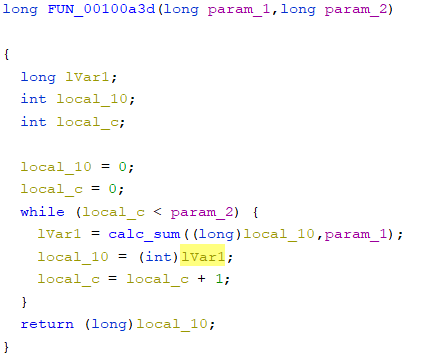 long FUN_00100a3d(long param_1,long param_2)
{
long lVar1;
int local_10;
int local_c;
local_10 = 0;
local_c = 0;
while (local_c < param_2) {
lVar1 = calc_sum((long)local_10,param_1);
local_10 = (int)lVar1;
local_c = local_c + 1;
}
return (long)local_10;
}